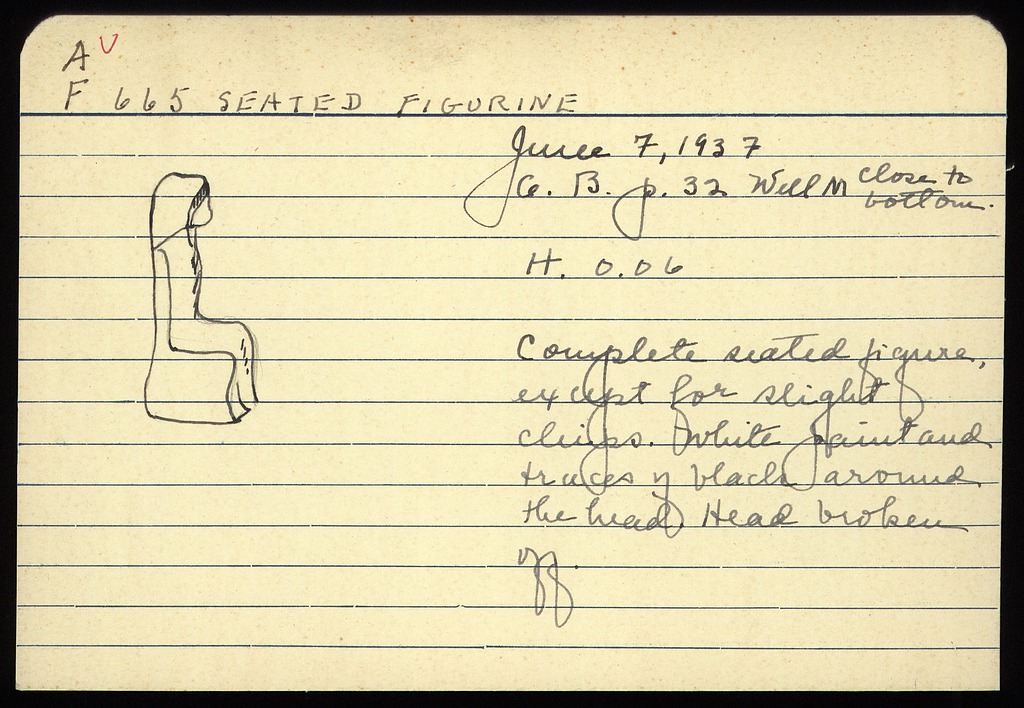 A V
F 665 SEATED FIGURINE
June 7, 1937
G. B. p. 32 Well M close to
bottom.
H. 0.06
Complete seated figure,
except for slight
chips. White paint and
traces of black around
the head. Head broken
off.